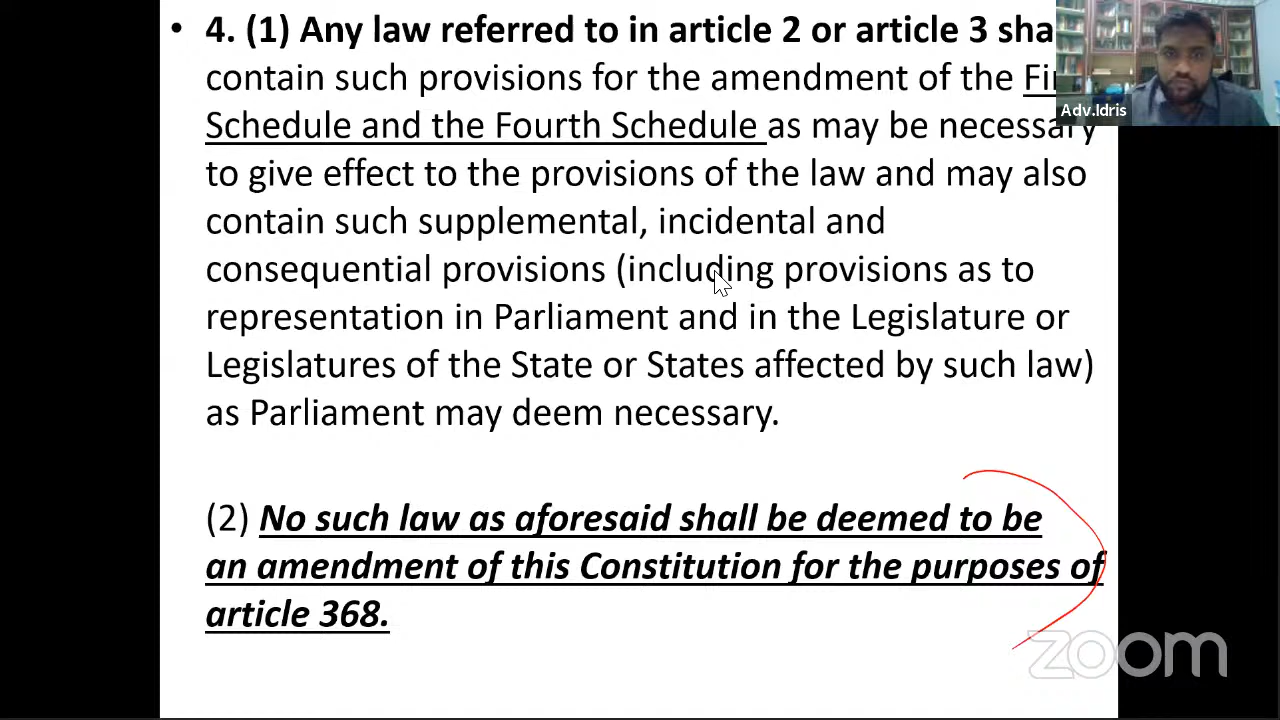 • 4. (1) Any law referred to in article 2 or article 3 sha
contain such provisions for the amendment of the Fir
Schedule and the Fourth Schedule as may be necessary
to give effect to the provisions of the law and may also
contain such supplemental, incidental and
consequential provisions (including provisions as to
representation in Parliament and in the Legislature or
Legislatures of the State or States affected by such law)
as Parliament may deem necessary.
(2) No such law as aforesaid shall be deemed to be
an amendment of this Constitution for the purposes of
article 368.
Adv.Idris
zoom